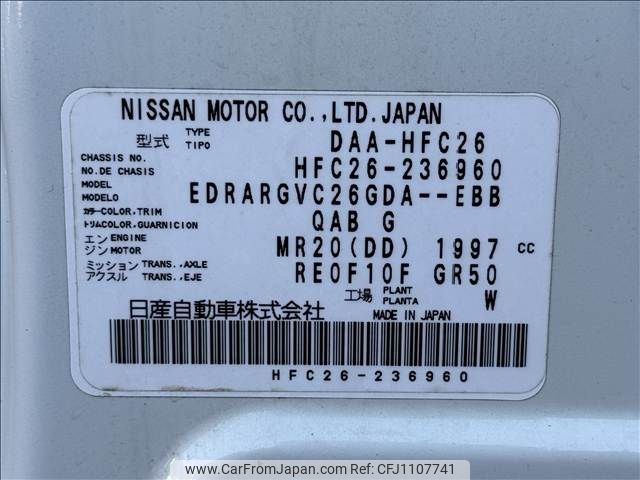 NISSAN MOTOR CO.,LTD.JAPAN
型式 TYPE TIPO DAA-HFC26
CHASSIS NO.
NO.DE CHASIS HFC26-236960
MODEL
MODELO EDRARGVC26GDA--EBB
カラー COLOR,TRIM
トリム COLOR,GUARNICION QAB G
エン ENGINE
ジン MOTOR MR20(DD) 1997 CC
ミッション TRANS.,AXLE
アクスル TRANS.,EJE RE0F10F GR50
工場 PLANT PLANTA W
日産自動車株式会社 MADE IN JAPAN
HFC26-236960
www.CarFromJapan.com CFJ1107741